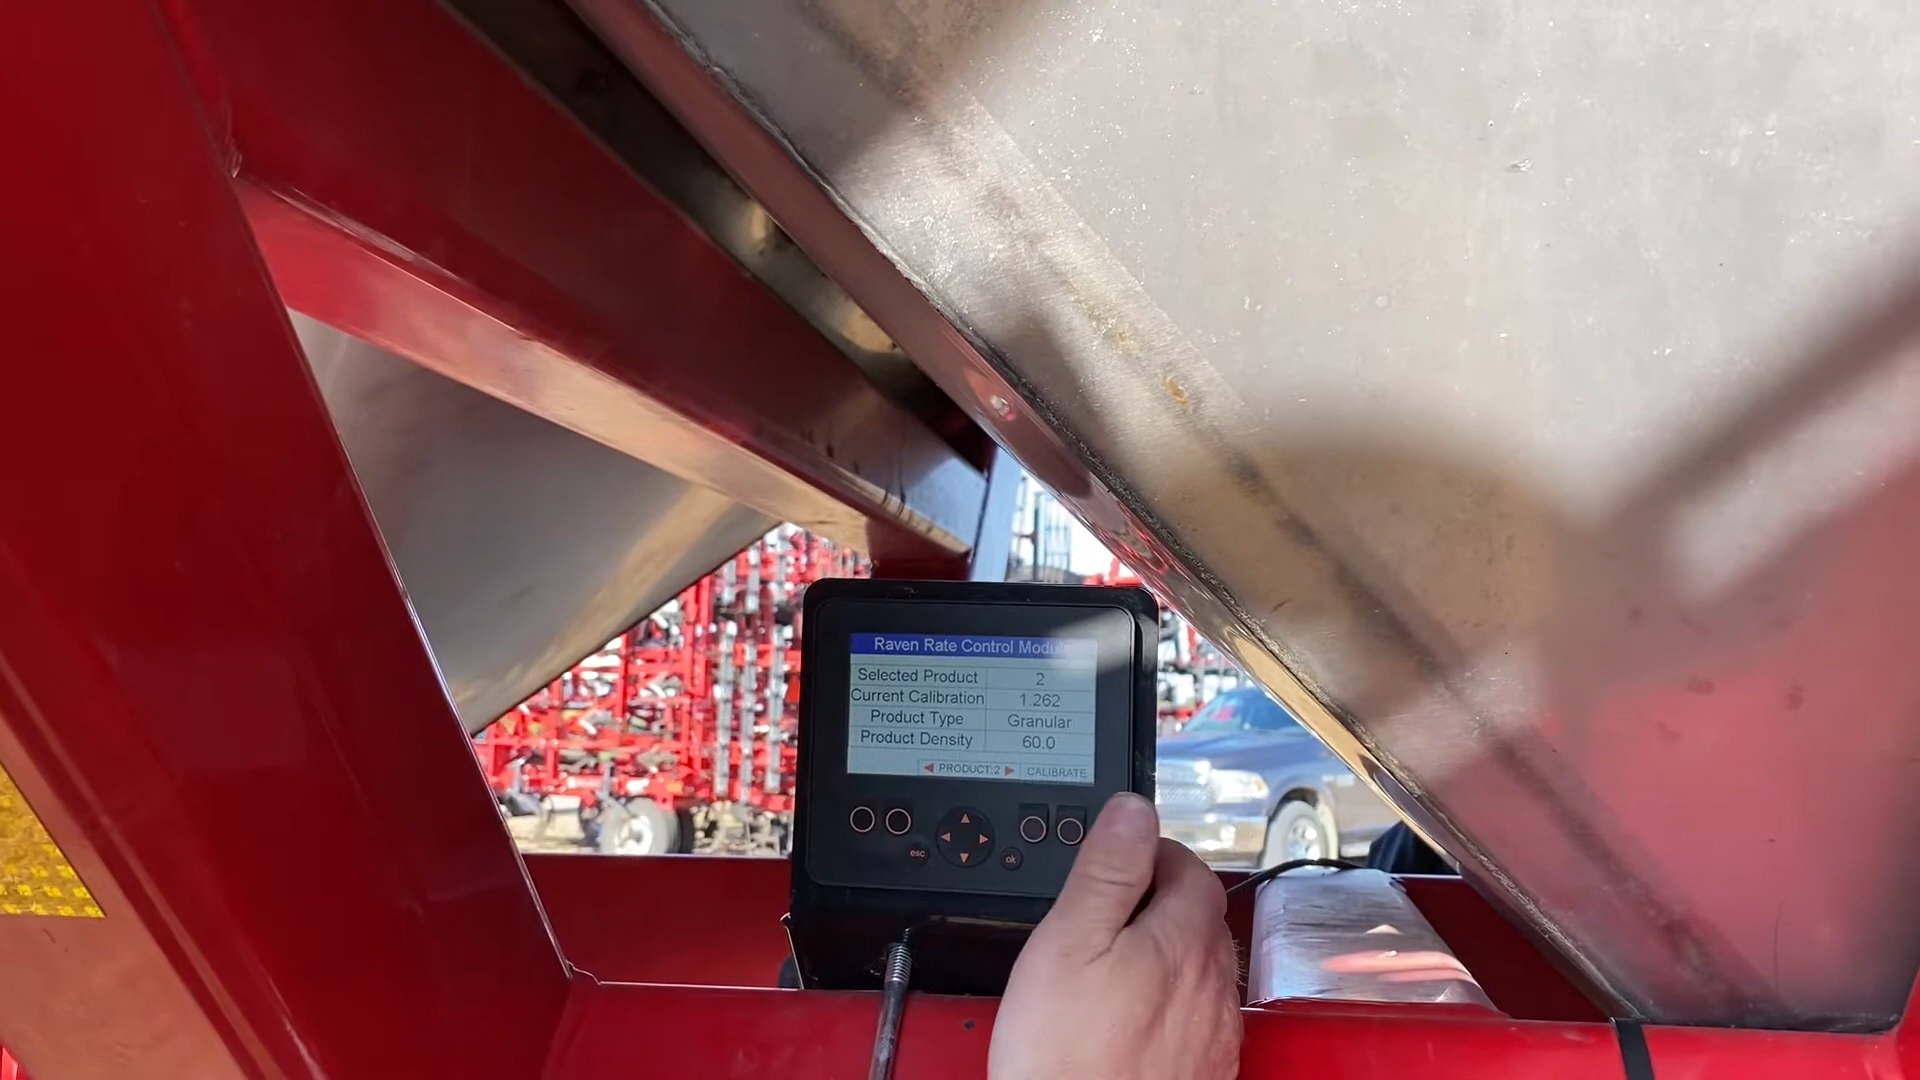 Raven Rate Control Modu
Selected Product 2
Current Calibration 1.262
Product Type Granular
Product Density 60.0
PRODUCT:2 CALIBRATE
esc ok